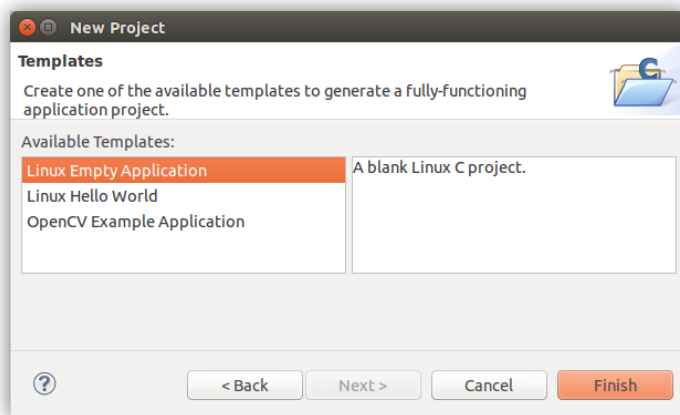 New Project
Templates
Create one of the available templates to generate a fully-functioning
application project.
C
Available Templates:
Linux Empty Application
A blank Linux C project.
Linux Hello World
OpenCV Example Application
?
< Back
Next >
Cancel
Finish